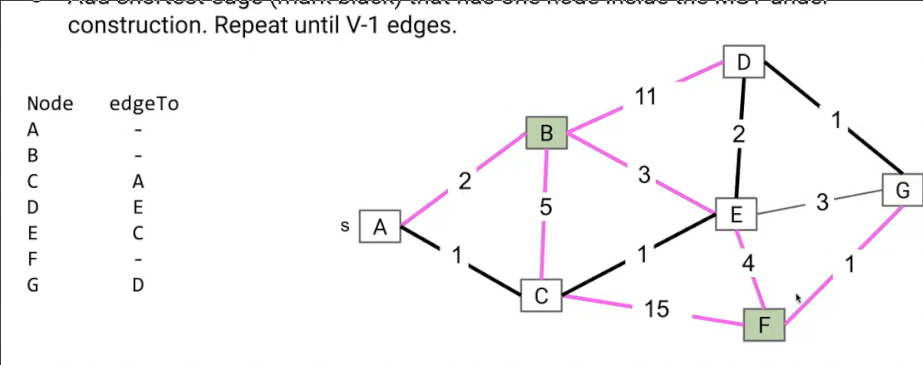 construction. Repeat until V-1 edges.
Node edgeTo
A -
B -
C A
D E
E C
F -
G D
D
11
1
B
2
3
2
G
5
3
s A
E
1
1
4
1
C
15
F